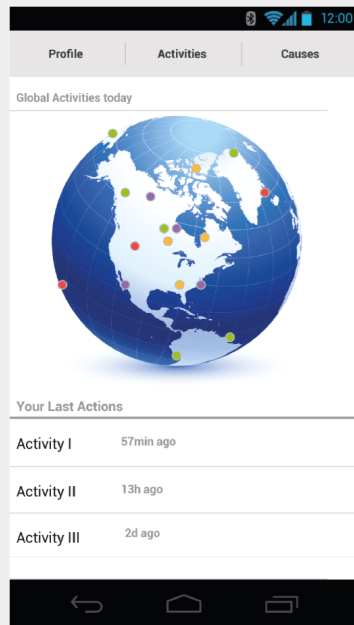 12:00
Profile Activities Causes
Global Activities today
Your Last Actions
Activity I 57min ago
Activity II 13h ago
Activity III 2d ago